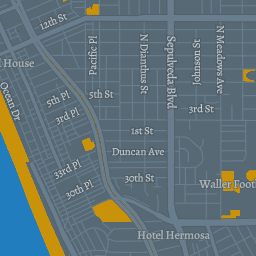 12th St
Pacific Pl
N Dianthus St
Sepulveda Blvd
Johnson St
N Meadows Ave
House
Ocean Dr
5th Pl
3rd Pl
5th St
3rd St
1st St
Duncan Ave
33rd Pl
30th Pl
30th St
Waller Foot
Hotel Hermosa